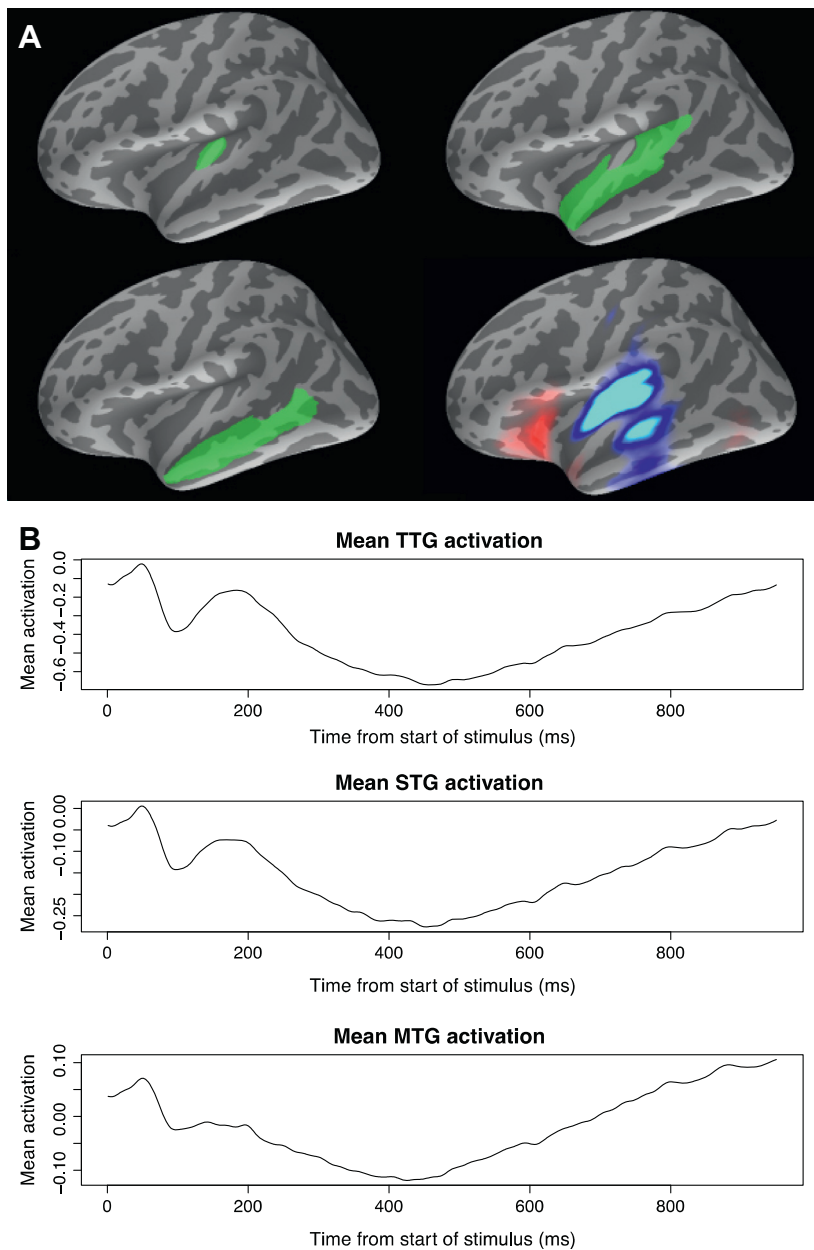 A
B
Mean TTG activation
Mean activation
0.0
−0.2
−0.4
−0.6
0 200 400 600 800
Time from start of stimulus (ms)
Mean STG activation
Mean activation
0.00
−0.10
−0.25
0 200 400 600 800
Time from start of stimulus (ms)
Mean MTG activation
Mean activation
0.10
0.00
−0.10
0 200 400 600 800
Time from start of stimulus (ms)